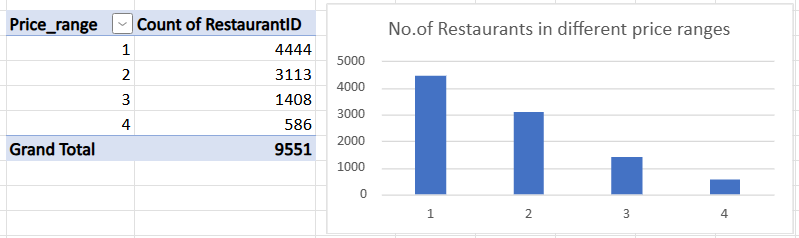 Price_range Count of RestaurantID
1 4444
2 3113
3 1408
4 586
Grand Total 9551
No.of Restaurants in different price ranges
5000
4000
3000
2000
1000
0
1 2 3 4